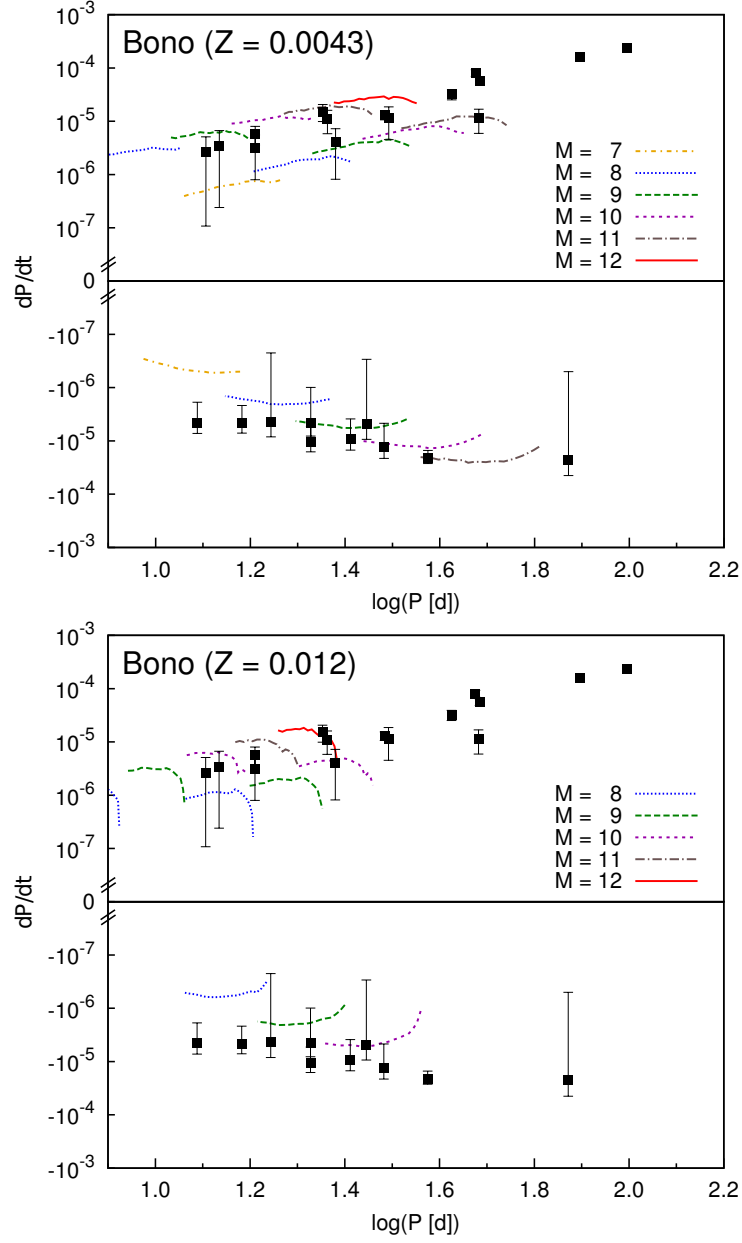 Bono (Z = 0.0043)
10^-3
10^-4
10^-5
10^-6
10^-7
0
-10^-7
-10^-6
-10^-5
-10^-4
-10^-3
dP/dt
M = 7
M = 8
M = 9
M = 10
M = 11
M = 12
1.0 1.2 1.4 1.6 1.8 2.0 2.2
log(P [d])
Bono (Z = 0.012)
10^-3
10^-4
10^-5
10^-6
10^-7
0
-10^-7
-10^-6
-10^-5
-10^-4
-10^-3
dP/dt
M = 8
M = 9
M = 10
M = 11
M = 12
1.0 1.2 1.4 1.6 1.8 2.0 2.2
log(P [d])